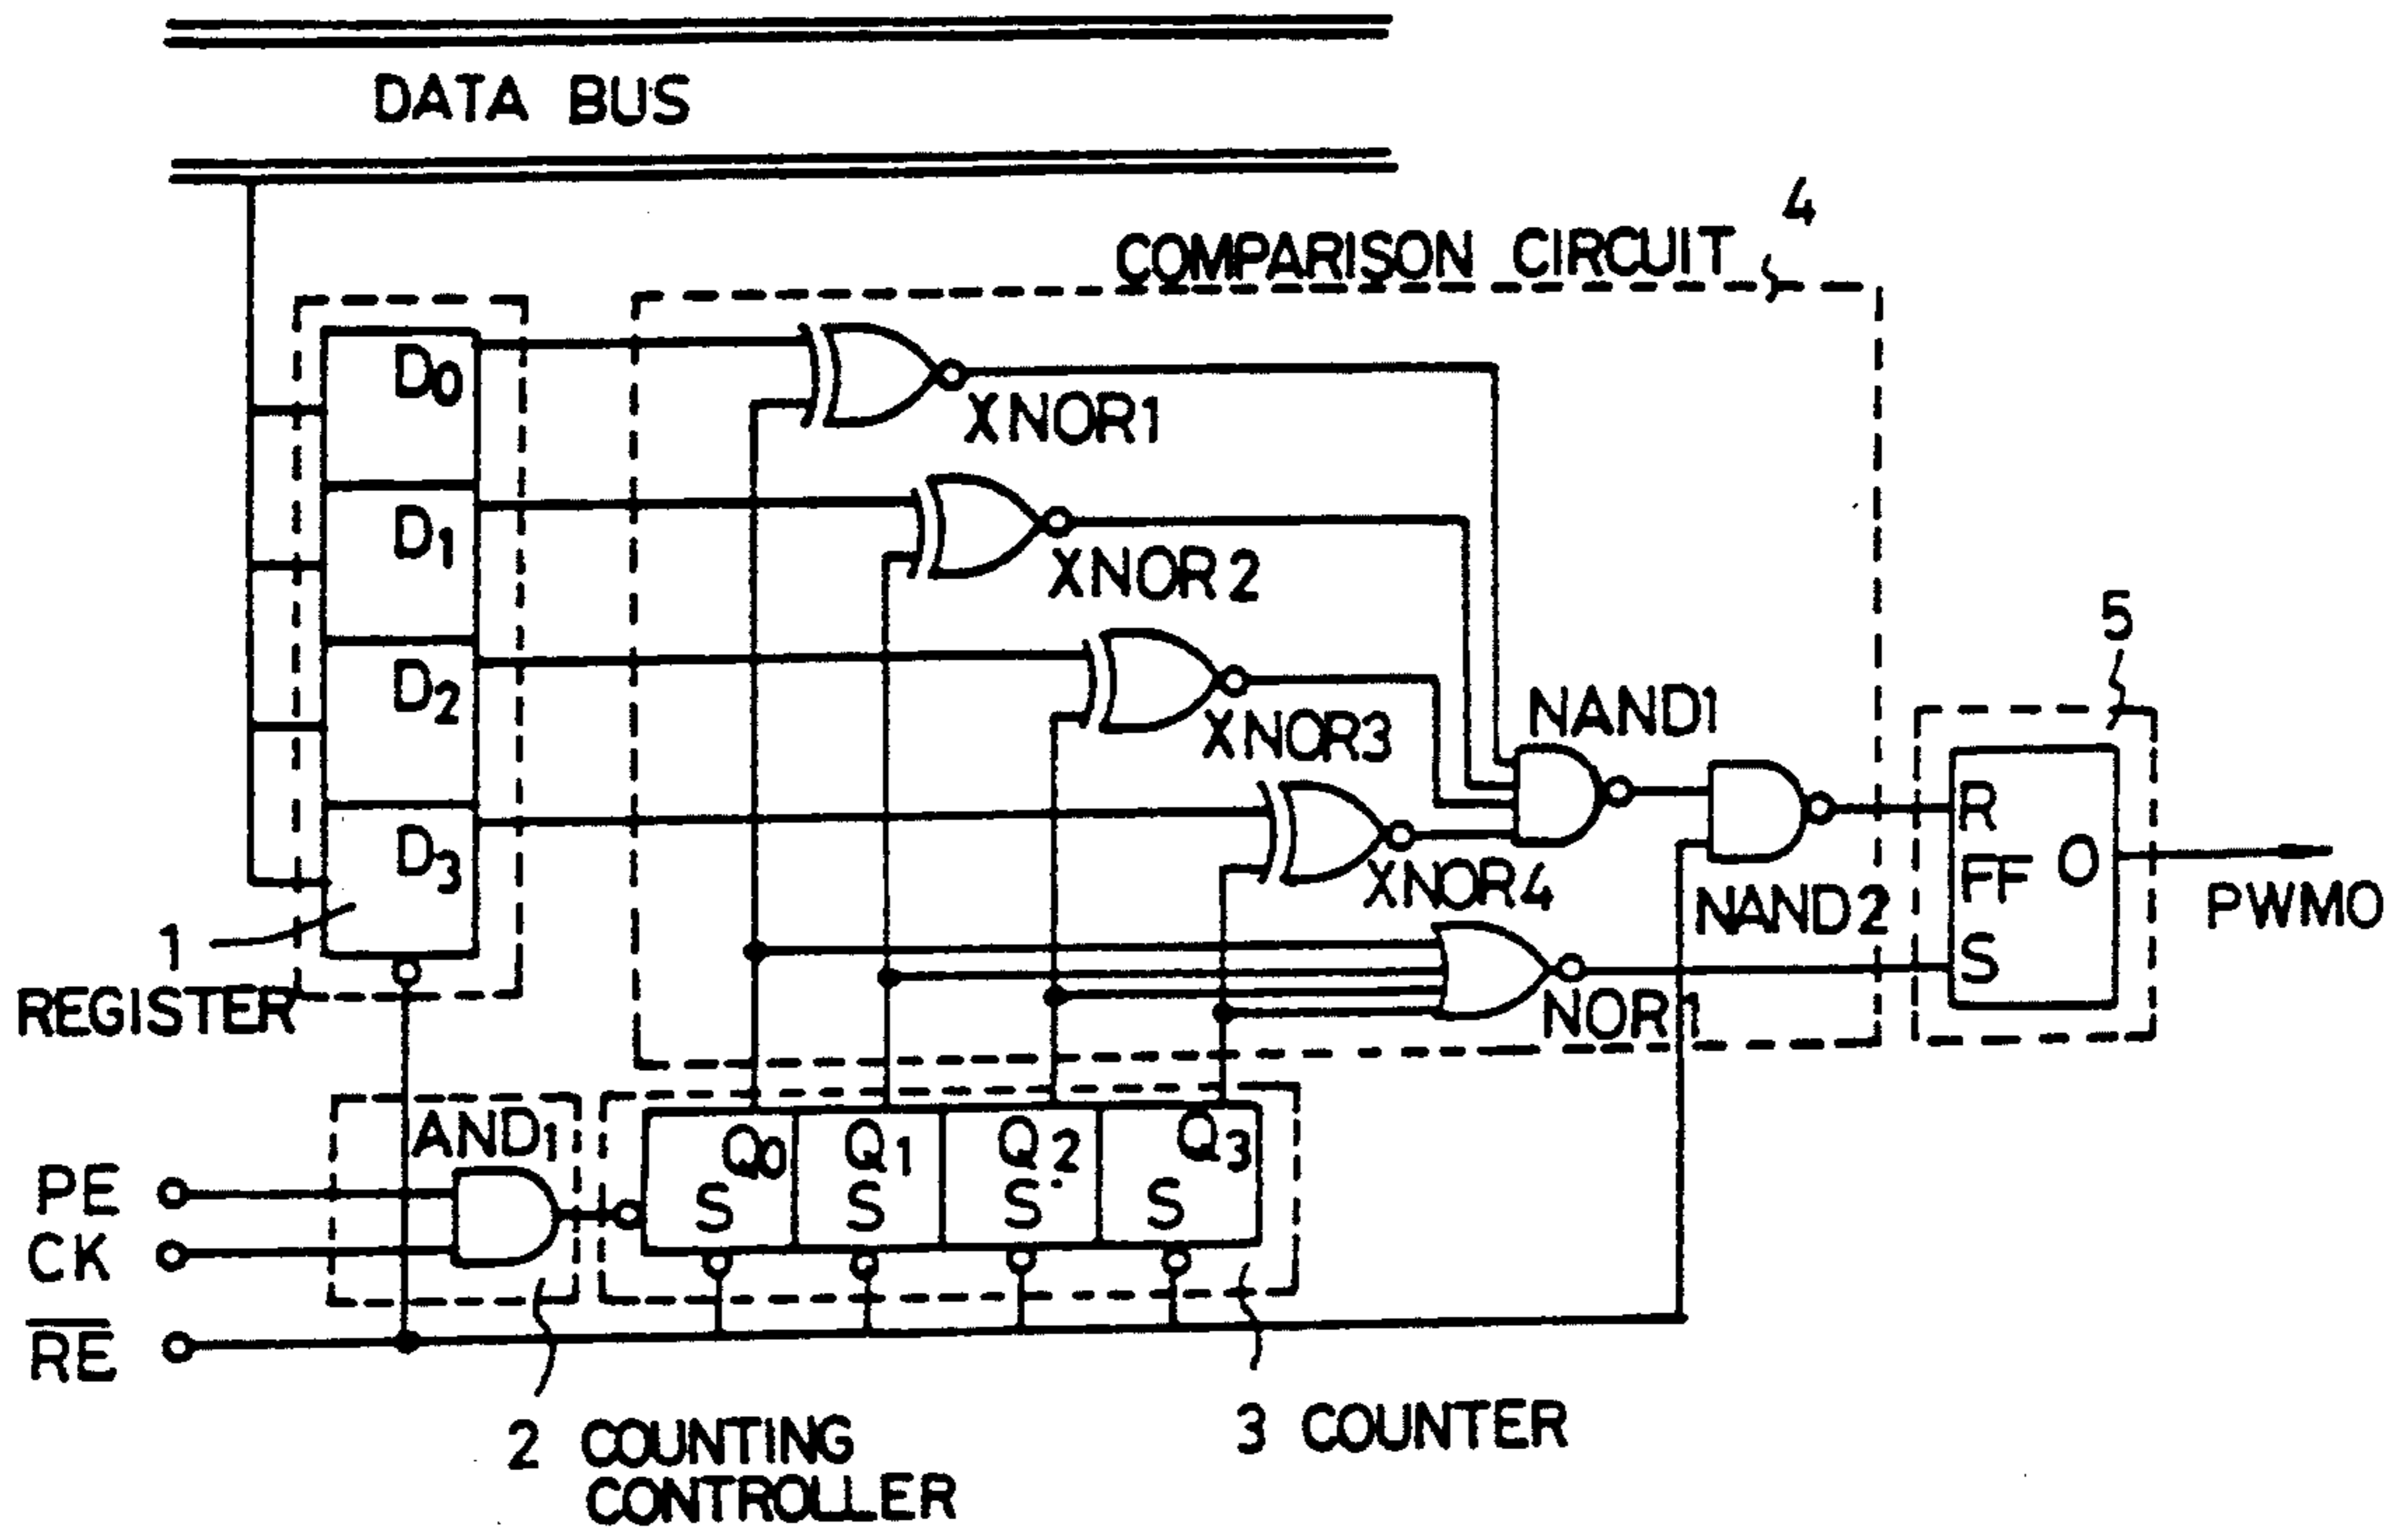 DATA BUS
4
COMPARISON CIRCUIT
D0
XNOR1
D1
XNOR2
5
D2
NAND1
XNOR3
D3
R
XNOR4
FF O
NAND2
PWMO
1
S
REGISTER
NOR1
AND1
Q0 Q1 Q2 Q3
PE
S S S S
CK
RE
2 COUNTING
CONTROLLER
3 COUNTER